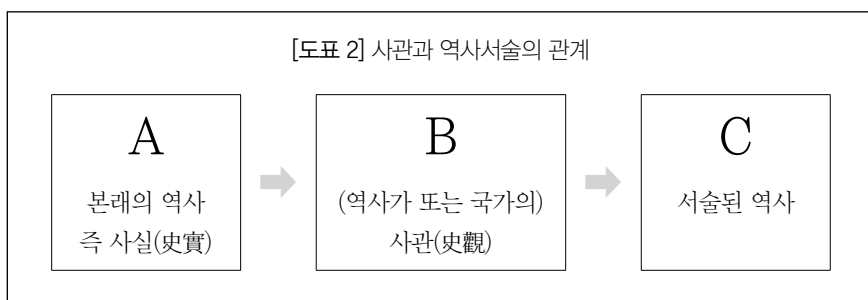 [도표 2] 사관과 역사서술의 관계
A
본래의 역사
즉 사실(史實)
B
(역사가 또는 국가의)
사관(史觀)
C
서술된 역사